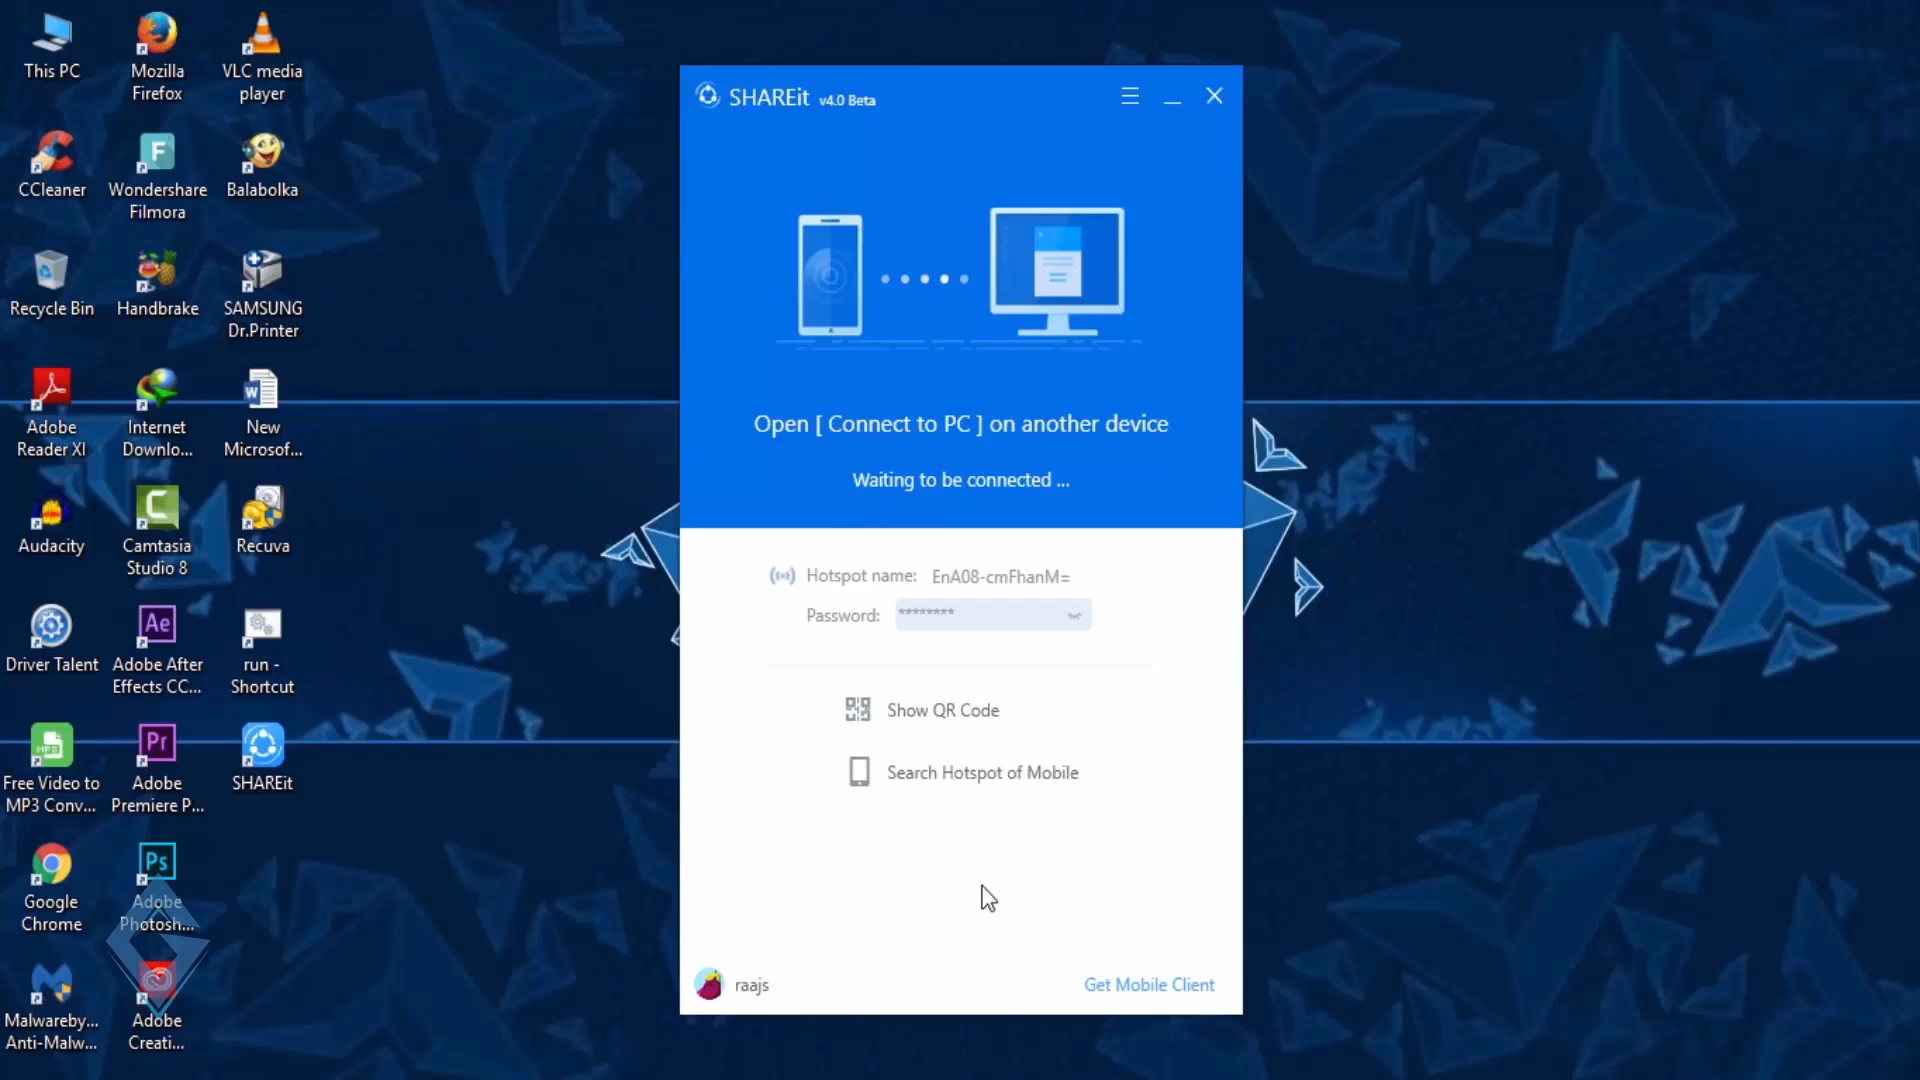 This PC
Mozilla
Firefox
VLC media
player
CCleaner
Wondershare
Filmora
Balabolka
Recycle Bin
Handbrake
SAMSUNG
Dr.Printer
Adobe
Reader XI
Internet
Downlo...
New
Microsof...
Audacity
Camtasia
Studio 8
Recuva
Driver Talent
Adobe After
Effects CC...
run -
Shortcut
Free Video to
MP3 Conv...
Adobe
Premiere P...
SHAREit
Google
Chrome
Adobe
Photosh...
Malwareby...
Anti-Malw...
Adobe
Creati...
SHAREit v4.0 Beta
Open [ Connect to PC ] on another device
Waiting to be connected ...
Hotspot name: EnA08-cmFhanM=
Password: ********
Show QR Code
Search Hotspot of Mobile
raajs
Get Mobile Client